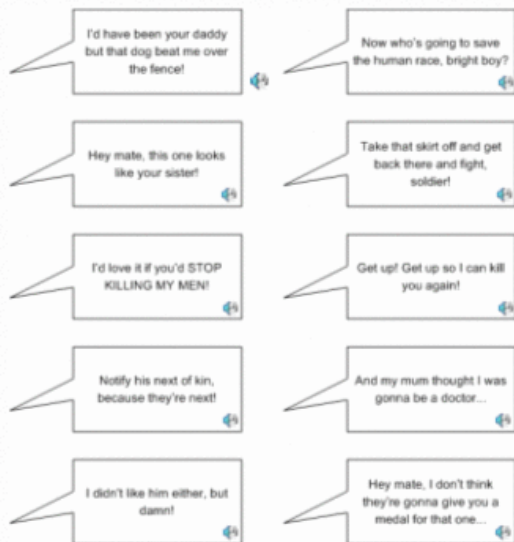 I'd have been your daddy
but that dog beat me over
the fence!
Now who's going to save
the human race, bright boy?
Hey mate, this one looks
like your sister!
Take that skirt off and get
back there and fight,
soldier!
I'd love it if you'd STOP
KILLING MY MEN!
Get up! Get up so I can kill
you again!
Notify his next of kin,
because they're next!
And my mum thought I was
gonna be a doctor...
I didn't like him either, but
damn!
Hey mate, I don't think
they're gonna give you a
medal for that one...